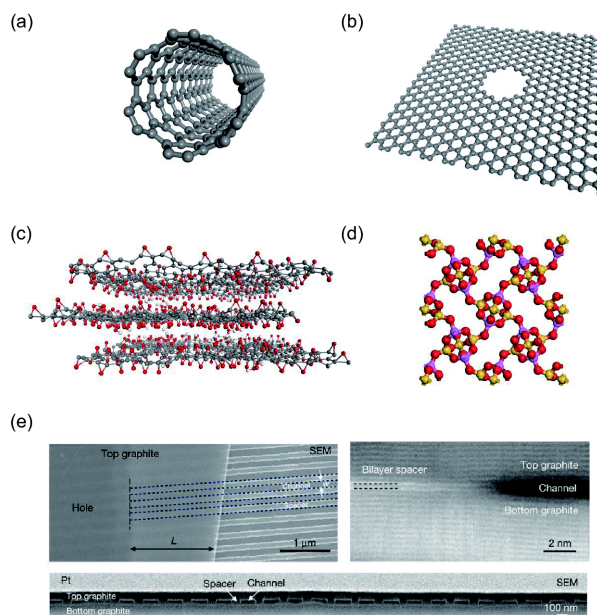 (a)
(b)
(c)
(d)
(e)
Top graphite
SEM
Hole
L
1 μm
Bilayer spacer
Top graphite
Channel
Bottom graphite
2 nm
Pt
Spacer
Channel
SEM
Top graphite
Bottom graphite
100 nm